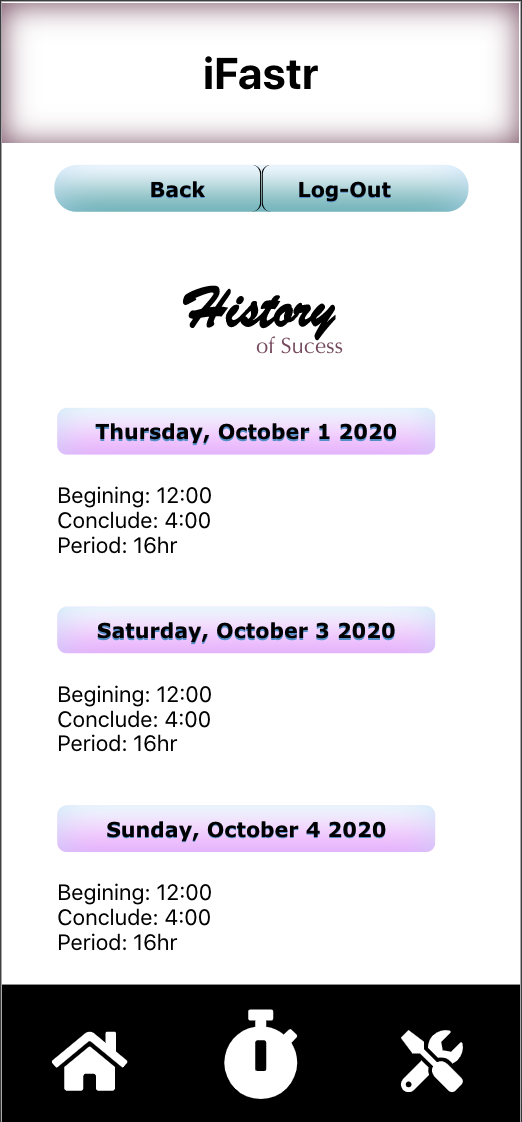 iFastr
Back Log-Out
History
of Sucess
Thursday, October 1 2020
Begining: 12:00
Conclude: 4:00
Period: 16hr
Saturday, October 3 2020
Begining: 12:00
Conclude: 4:00
Period: 16hr
Sunday, October 4 2020
Begining: 12:00
Conclude: 4:00
Period: 16hr